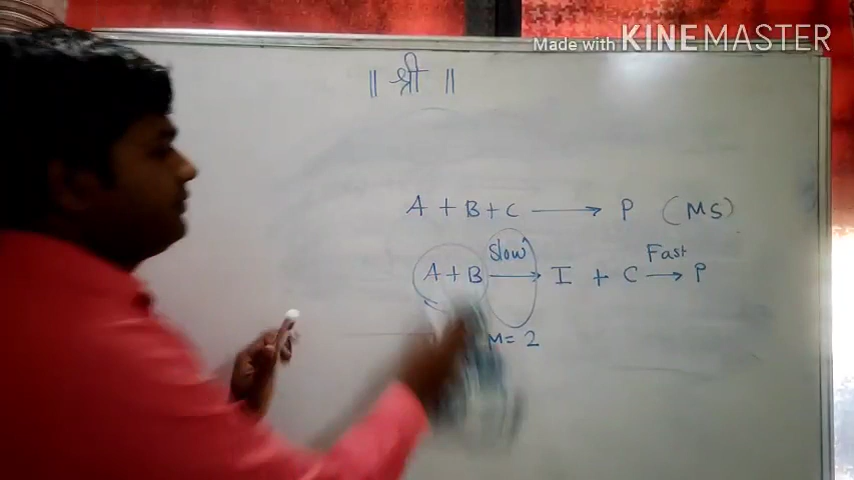 Made with KINEMASTER
|| श्री ||
A + B + C ⟶ P (MS)
Slow Fast
A + B ⟶ I + C ⟶ P
M = 2